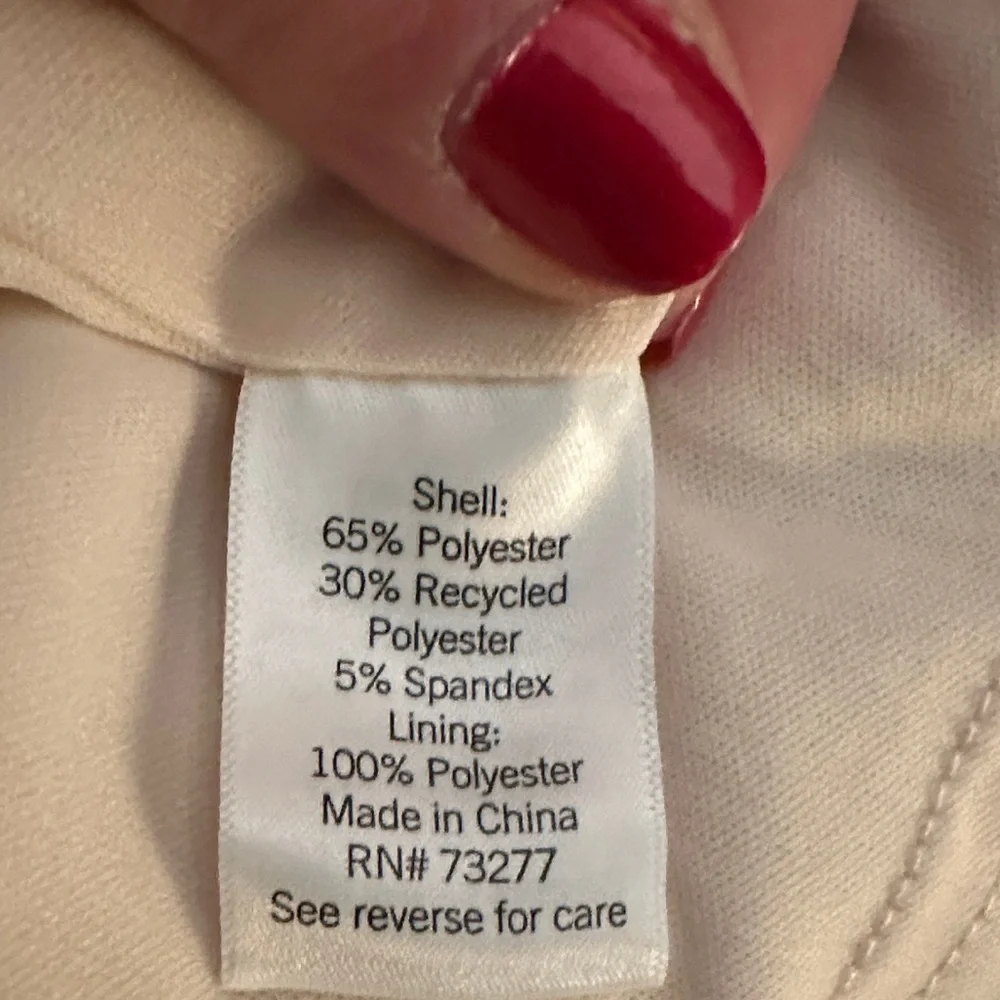 Shell:
65% Polyester
30% Recycled
Polyester
5% Spandex
Lining:
100% Polyester
Made in China
RN# 73277
See reverse for care